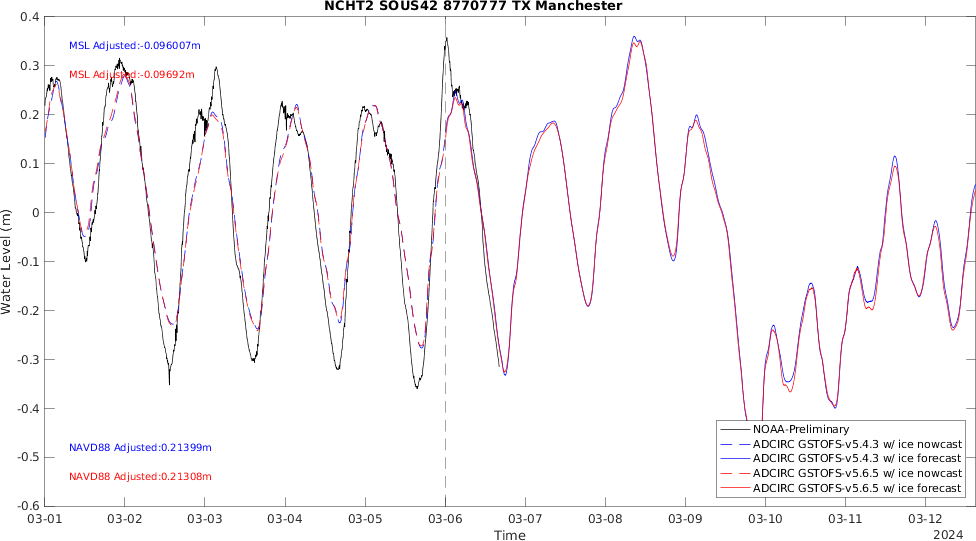 NCHT2 SOUS42 8770777 TX Manchester
0.4
0.3
0.2
0.1
0
-0.1
-0.2
-0.3
-0.4
-0.5
-0.6
Water Level (m)
MSL Adjusted:-0.096007m
MSL Adjusted:-0.09692m
NAVD88 Adjusted:0.21399m
NAVD88 Adjusted:0.21308m
NOAA-Preliminary
ADCIRC GSTOFS-v5.4.3 w/ ice nowcast
ADCIRC GSTOFS-v5.4.3 w/ ice forecast
ADCIRC GSTOFS-v5.6.5 w/ ice nowcast
ADCIRC GSTOFS-v5.6.5 w/ ice forecast
03-01 03-02 03-03 03-04 03-05 03-06 03-07 03-08 03-09 03-10 03-11 03-12
Time
2024